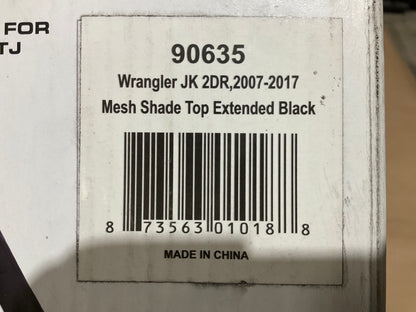 FOR
TJ
90635
Wrangler JK 2DR,2007-2017
Mesh Shade Top Extended Black
8 73563 01018 8
MADE IN CHINA